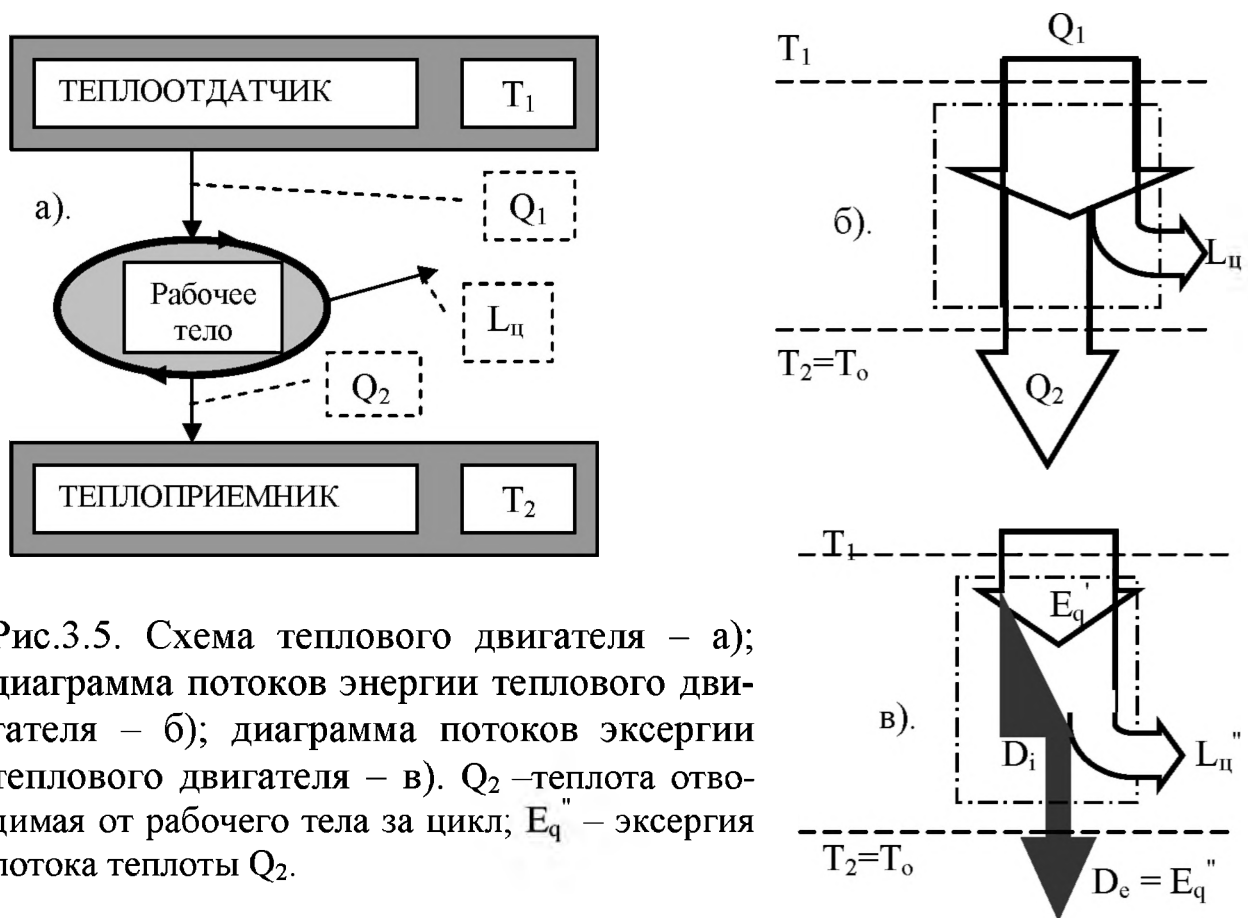 ТЕПЛООТДАТЧИК T₁
Q₁
а).
Рабочее
тело
Lц
Q₂
ТЕПЛОПРИЕМНИК T₂
Q₁
T₁
б).
Lц
T₂=Tₒ
Q₂
T₁
Eq'
в).
Dᵢ
Lц"
T₂=Tₒ
Dₑ = Eq"
Рис.3.5. Схема теплового двигателя – а);
диаграмма потоков энергии теплового дви-
гателя – б); диаграмма потоков эксергии
теплового двигателя – в). Q₂ –теплота отво-
димая от рабочего тела за цикл; Eq" – эксергия
потока теплоты Q₂.